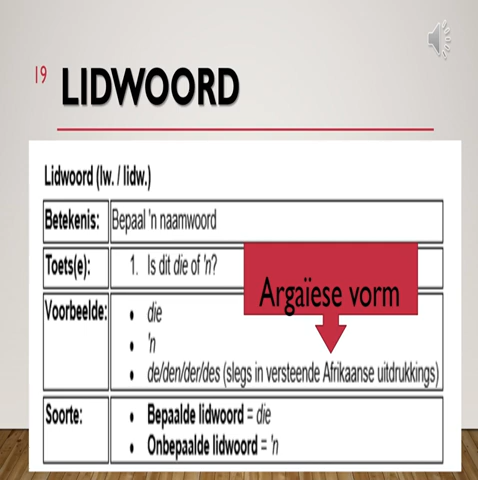 19
LIDWOORD
Lidwoord (lw. / lidw.)
Betekenis: Bepaal 'n naamwoord
Toets(e): 1. Is dit die of 'n?
Argaïese vorm
Voorbeelde: • die
• 'n
• de/den/der/des (slegs in versteende Afrikaanse uitdrukkings)
Soorte: • Bepaalde lidwoord = die
• Onbepaalde lidwoord = 'n